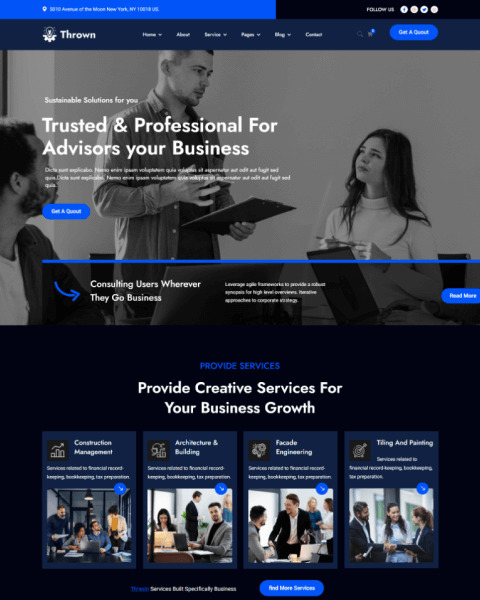 5010 Avenue of the Moon New York, NY 10018 US.
FOLLOW US
Thrown
Home
About
Service
Pages
Blog
Contact
Get A Quout
Sustainable Solutions for you
Trusted & Professional For
Advisors your Business
Dicta sunt explicabo. Nemo enim ipsam voluptatem quia voluptas sit aspernatur aut odit aut fugit sed
quia.Dicta sunt explicabo. Nemo enim ipsam voluptatem quia voluptas sit aspernatur aut odit aut fugit sed
quia.
Get A Quout
Consulting Users Wherever
They Go Business
Leverage agile frameworks to provide a robust
synopsis for high level overviews. Iterative
approaches to corporate strategy
Read More
PROVIDE SERVICES
Provide Creative Services For
Your Business Growth
Construction
Management
Services related to financial record-
keeping, bookkeeping, tax preparation.
Architecture &
Building
Services related to financial record-
keeping, bookkeeping, tax preparation.
Facade
Engineering
Services related to financial record-
keeping, bookkeeping, tax preparation.
Tiling And Painting
Services related to
financial record-keeping, bookkeeping,
tax preparation.
Thrown Services Built Specifically Business
find More Services